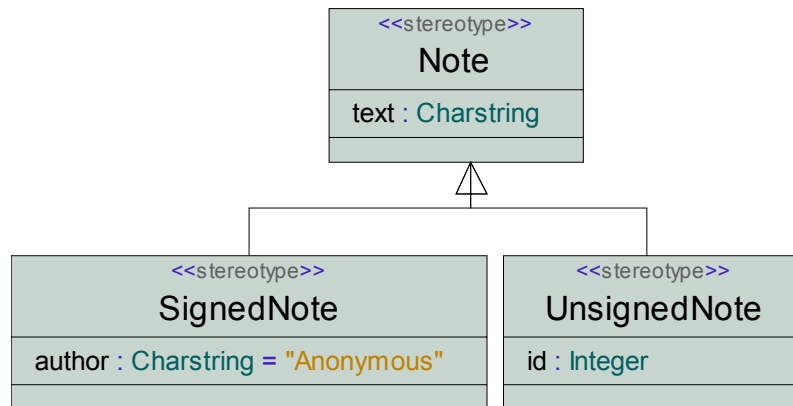 <<stereotype>>
Note
text : Charstring
<<stereotype>>
SignedNote
author : Charstring = "Anonymous"
<<stereotype>>
UnsignedNote
id : Integer